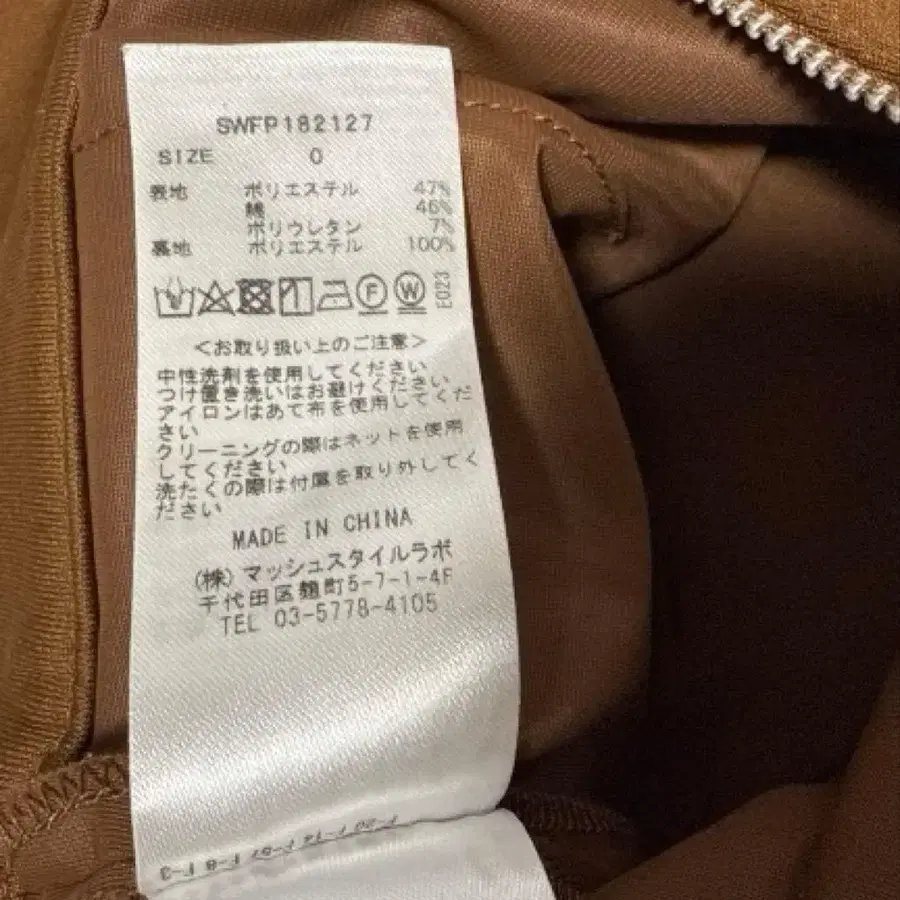 SWFP182127
SIZE 0
表地 ポリエステル 47%
綿 46%
ポリウレタン 7%
裏地 ポリエステル 100%
F W E023
<お取り扱い上のご注意>
中性洗剤を使用してください
つけ置き洗いはお避けください
アイロンはあて布を使用してくだ
さい
クリーニングの際はネットを使用
してください
洗たくの際は付属を取り外してく
ださい
MADE IN CHINA
(株)マッシュスタイルラボ
千代田区麹町5-7-1-4F
TEL 03-5778-4105